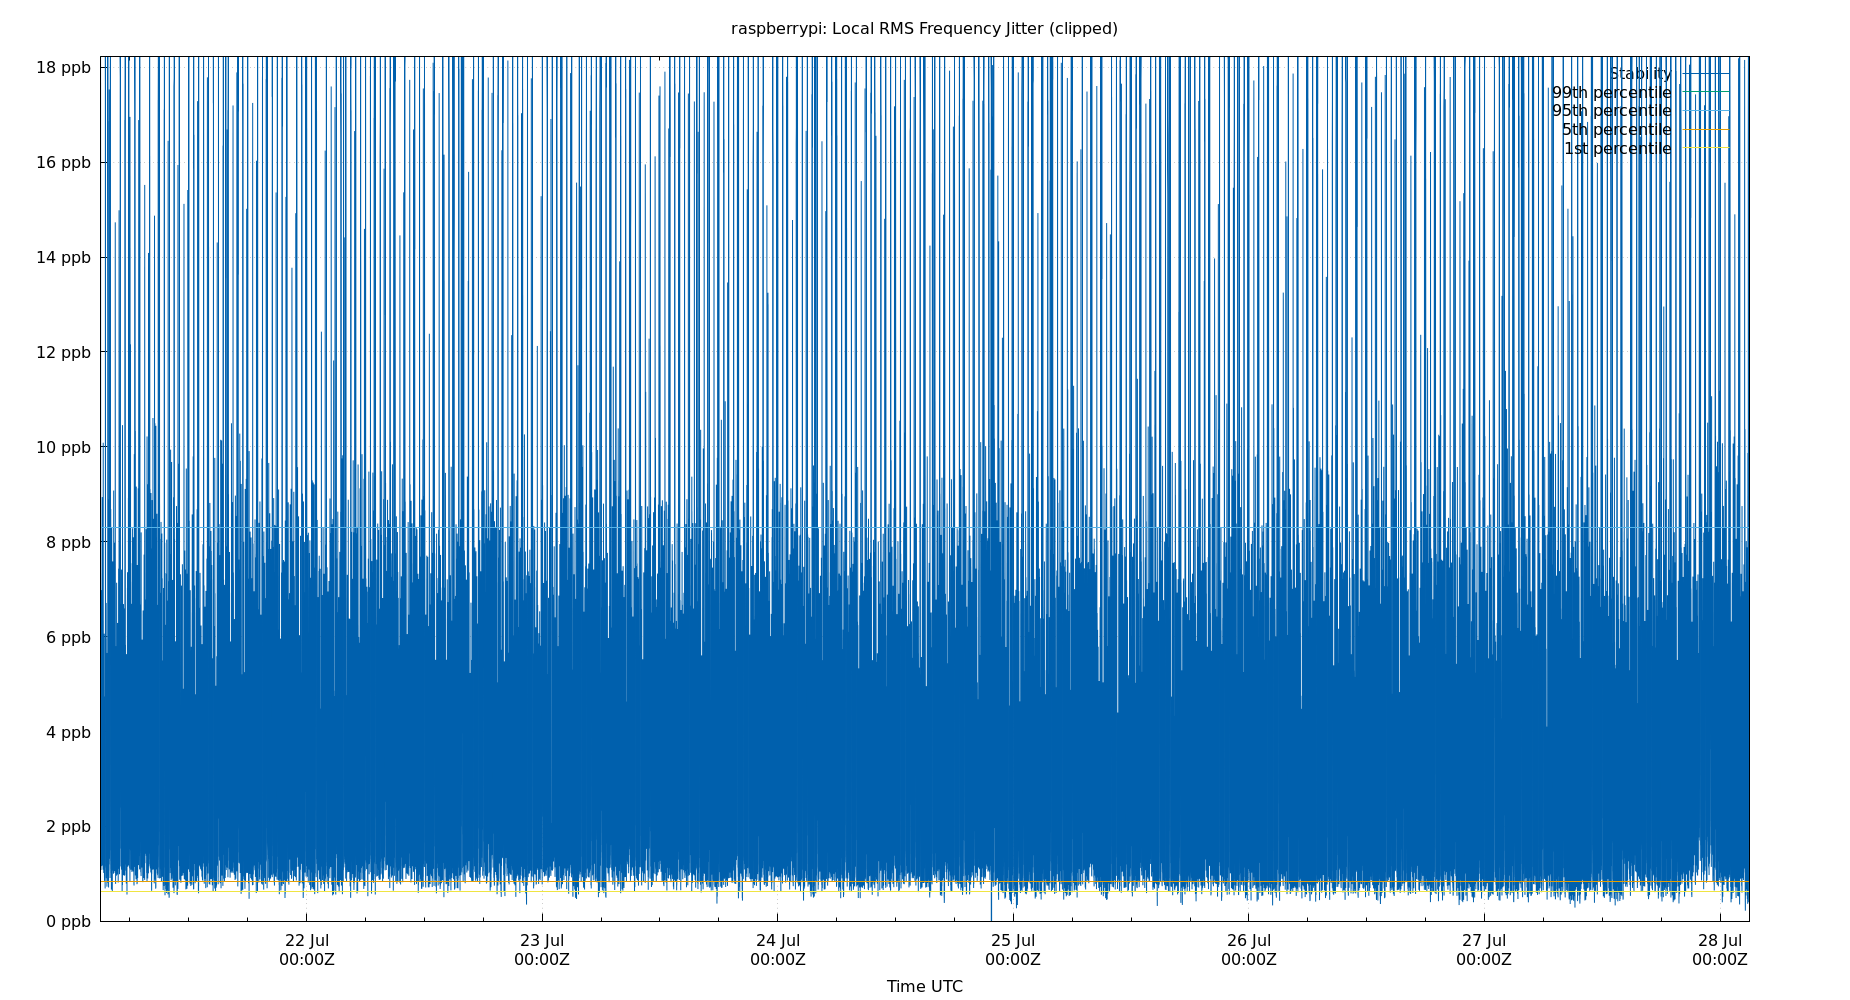 raspberrypi: Local RMS Frequency Jitter (clipped)
18 ppb
16 ppb
14 ppb
12 ppb
10 ppb
8 ppb
6 ppb
4 ppb
2 ppb
0 ppb
Stability
99th percentile
95th percentile
5th percentile
1st percentile
22 Jul 23 Jul 24 Jul 25 Jul 26 Jul 27 Jul 28 Jul
00:00Z 00:00Z 00:00Z 00:00Z 00:00Z 00:00Z 00:00Z
Time UTC